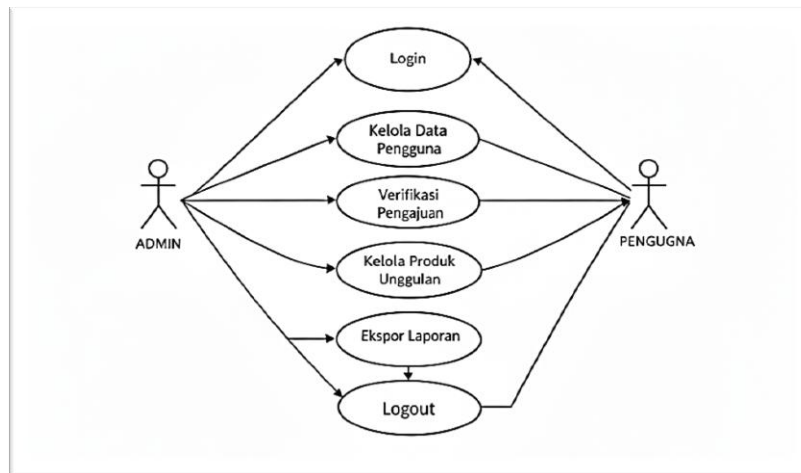 Login
Kelola Data
Pengguna
Verifikasi
Pengajuan
ADMIN
PENGUGNA
Kelola Produk
Unggulan
Ekspor Laporan
Logout